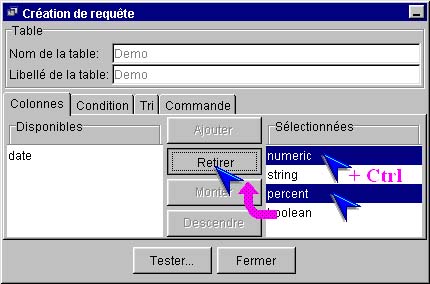 Création de requête
Table
Nom de la table: Demo
Libellé de la table: Demo
Colonnes Condition Tri Commande
Disponibles
date
Ajouter
Retirer
Monter
Descendre
Sélectionnées
numeric
string
+ Ctrl
percent
boolean
Tester... Fermer